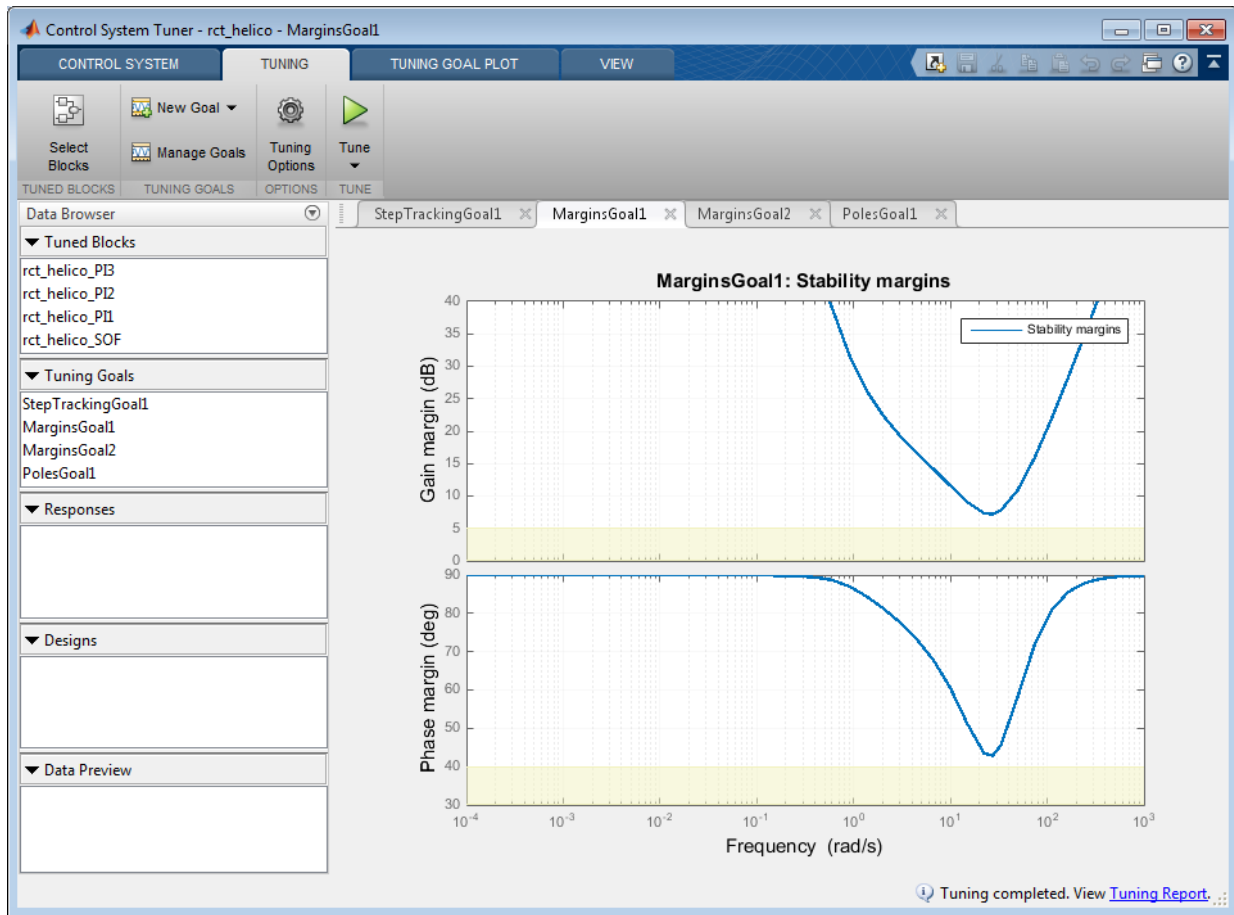 Control System Tuner - rct_helico - MarginsGoal1
CONTROL SYSTEM TUNING TUNING GOAL PLOT VIEW
Select Blocks
New Goal
Manage Goals
Tuning Options
Tune
TUNED BLOCKS TUNING GOALS OPTIONS TUNE
Data Browser
Tuned Blocks
rct_helico_PI3
rct_helico_PI2
rct_helico_PI1
rct_helico_SOF
Tuning Goals
StepTrackingGoal1
MarginsGoal1
MarginsGoal2
PolesGoal1
Responses
Designs
Data Preview
StepTrackingGoal1 MarginsGoal1 MarginsGoal2 PolesGoal1
MarginsGoal1: Stability margins
Stability margins
Gain margin (dB)
40
35
30
25
20
15
10
5
0
Phase margin (deg)
90
80
70
60
50
40
30
10^-4 10^-3 10^-2 10^-1 10^0 10^1 10^2 10^3
Frequency (rad/s)
Tuning completed. View Tuning Report.